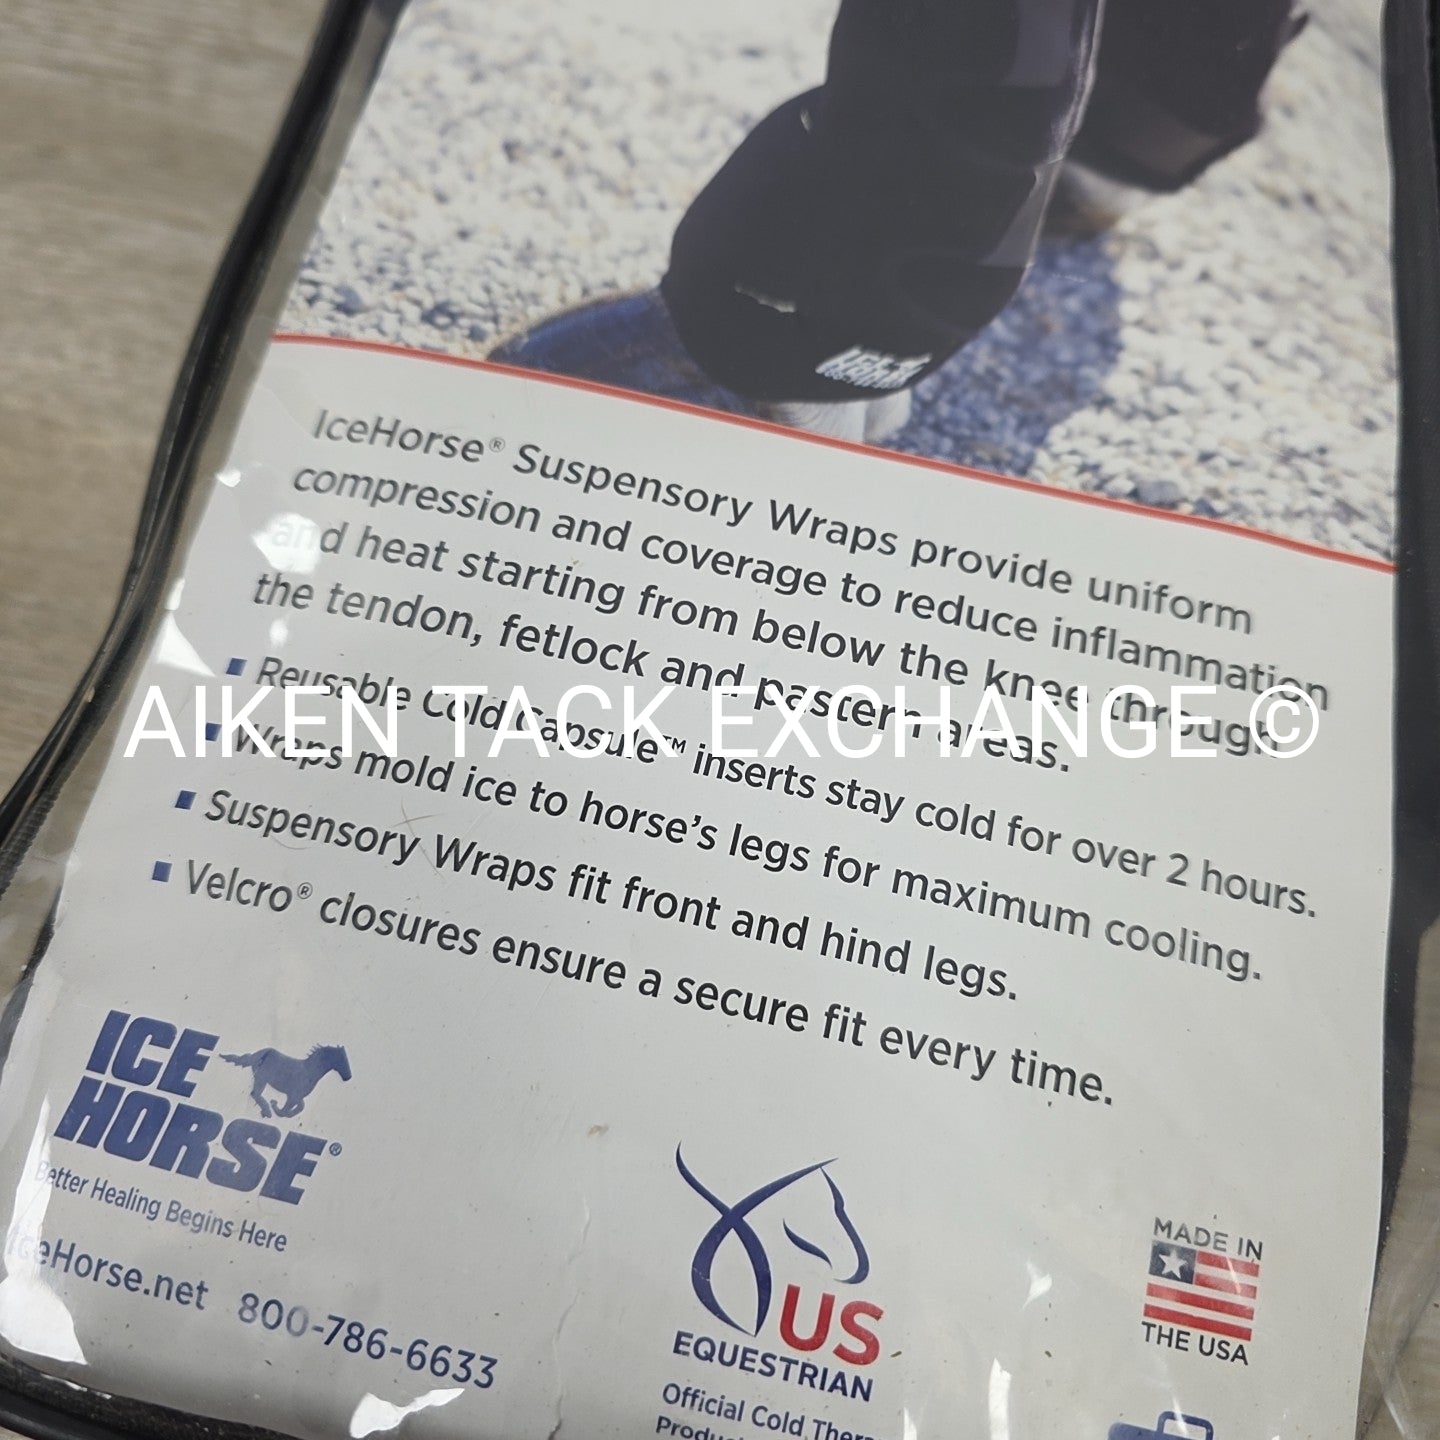 IceHorse® Suspensory Wraps provide uniform
compression and coverage to reduce inflammation
and heat starting from below the knee through
the tendon, fetlock and pastern areas.
▪ Reusable Cold Capsule™ inserts stay cold for over 2 hours.
AIKEN TACK EXCHANGE ©
▪ Wraps mold ice to horse's legs for maximum cooling.
▪ Suspensory Wraps fit front and hind legs.
▪ Velcro® closures ensure a secure fit every time.
ICE
HORSE®
Better Healing Begins Here
IceHorse.net 800-786-6633
US
EQUESTRIAN
Official Cold
MADE IN
THE USA